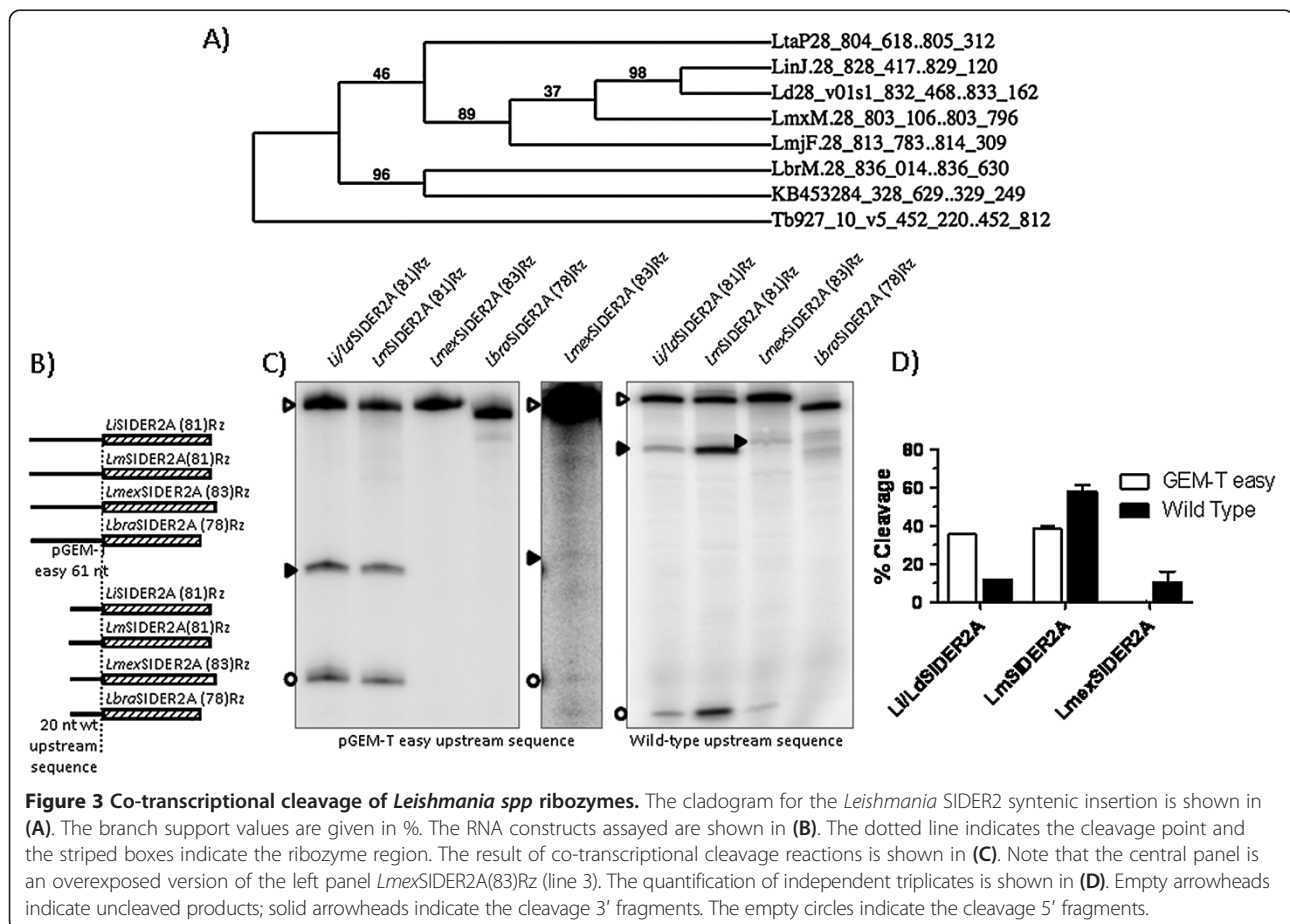 A)
LtaP28_804_618..805_312
LinJ.28_828_417..829_120
Ld28_v01s1_832_468..833_162
LmxM.28_803_106..803_796
LmjF.28_813_783..814_309
LbrM.28_836_014..836_630
KB453284_328_629..329_249
Tb927_10_v5_452_220..452_812
46
98
37
89
96
B)
LiSIDER2A (81)Rz
LmSIDER2A(81)Rz
LmexSIDER2A (83)Rz
LbraSIDER2A (78)Rz
pGEM-T
easy 61 nt
LiSIDER2A (81)Rz
LmSIDER2A(81)Rz
LmexSIDER2A (83)Rz
LbraSIDER2A (78)Rz
20 nt wt
upstream
sequence
C)
Li/LdSIDER2A (81)Rz
LmSIDER2A (81)Rz
LmexSIDER2A (83)Rz
LbraSIDER2A (78)Rz
LmexSIDER2A (83)Rz
Li/LdSIDER2A (81)Rz
LmSIDER2A (81)Rz
LmexSIDER2A (83)Rz
LbraSIDER2A (78)Rz
pGEM-T easy upstream sequence
Wild-type upstream sequence
D)
% Cleavage
80
60
40
20
0
GEM-T easy
Wild Type
Li/LdSIDER2A
LmSIDER2A
LmexSIDER2A
Figure 3 Co-transcriptional cleavage of Leishmania spp ribozymes. The cladogram for the Leishmania SIDER2 syntenic insertion is shown in
(A). The branch support values are given in %. The RNA constructs assayed are shown in (B). The dotted line indicates the cleavage point and
the striped boxes indicate the ribozyme region. The result of co-transcriptional cleavage reactions is shown in (C). Note that the central panel is
an overexposed version of the left panel LmexSIDER2A(83)Rz (line 3). The quantification of independent triplicates is shown in (D). Empty arrowheads
indicate uncleaved products; solid arrowheads indicate the cleavage 3′ fragments. The empty circles indicate the cleavage 5′ fragments.